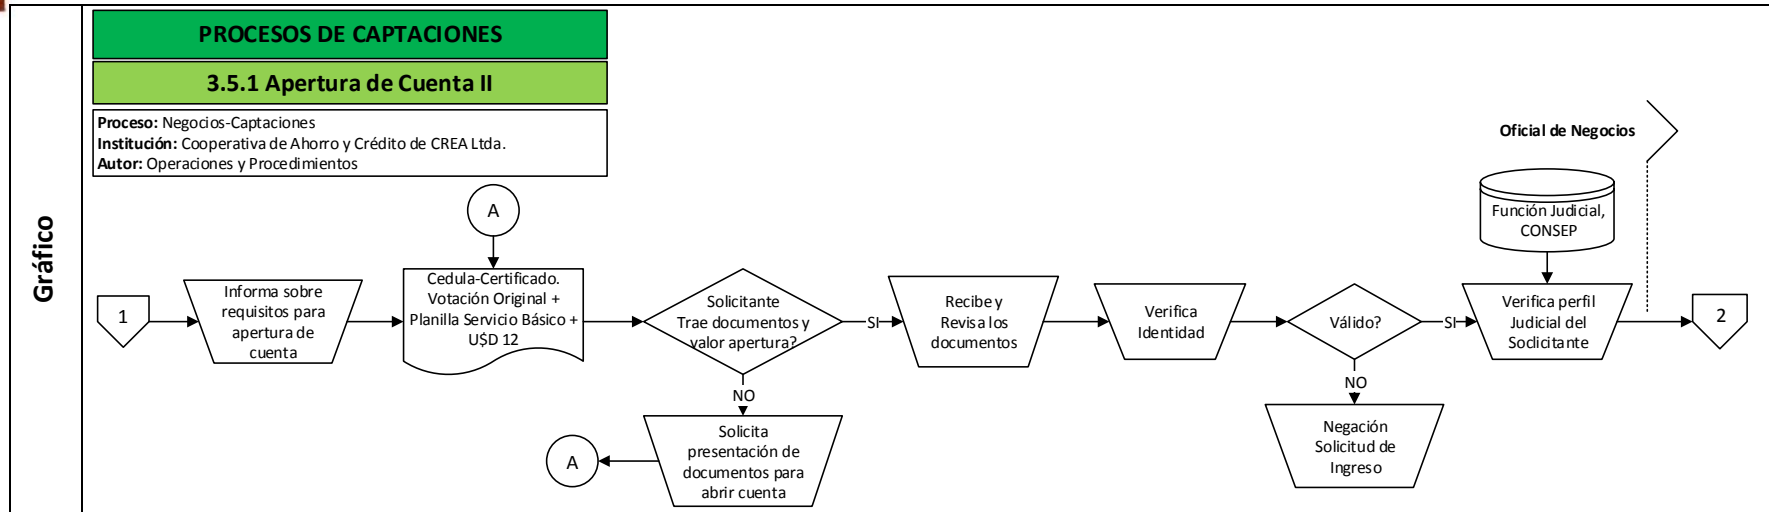 PROCESOS DE CAPTACIONES
3.5.1 Apertura de Cuenta II
Proceso: Negocios-Captaciones
Institución: Cooperativa de Ahorro y Crédito de CREA Ltda.
Autor: Operaciones y Procedimientos
Gráfico
Oficial de Negocios
A
Función Judicial,
CONSEP
1
Informa sobre
requisitos para
apertura de
cuenta
Cedula-Certificado.
Votación Original +
Planilla Servicio Básico +
U$D 12
Solicitante
Trae documentos y
valor apertura?
SI
Recibe y
Revisa los
documentos
Verifica
Identidad
Válido?
SI
Verifica perfil
Judicial del
Soclicitante
2
NO
Solicita
presentación de
documentos para
abrir cuenta
A
NO
Negación
Solicitud de
Ingreso